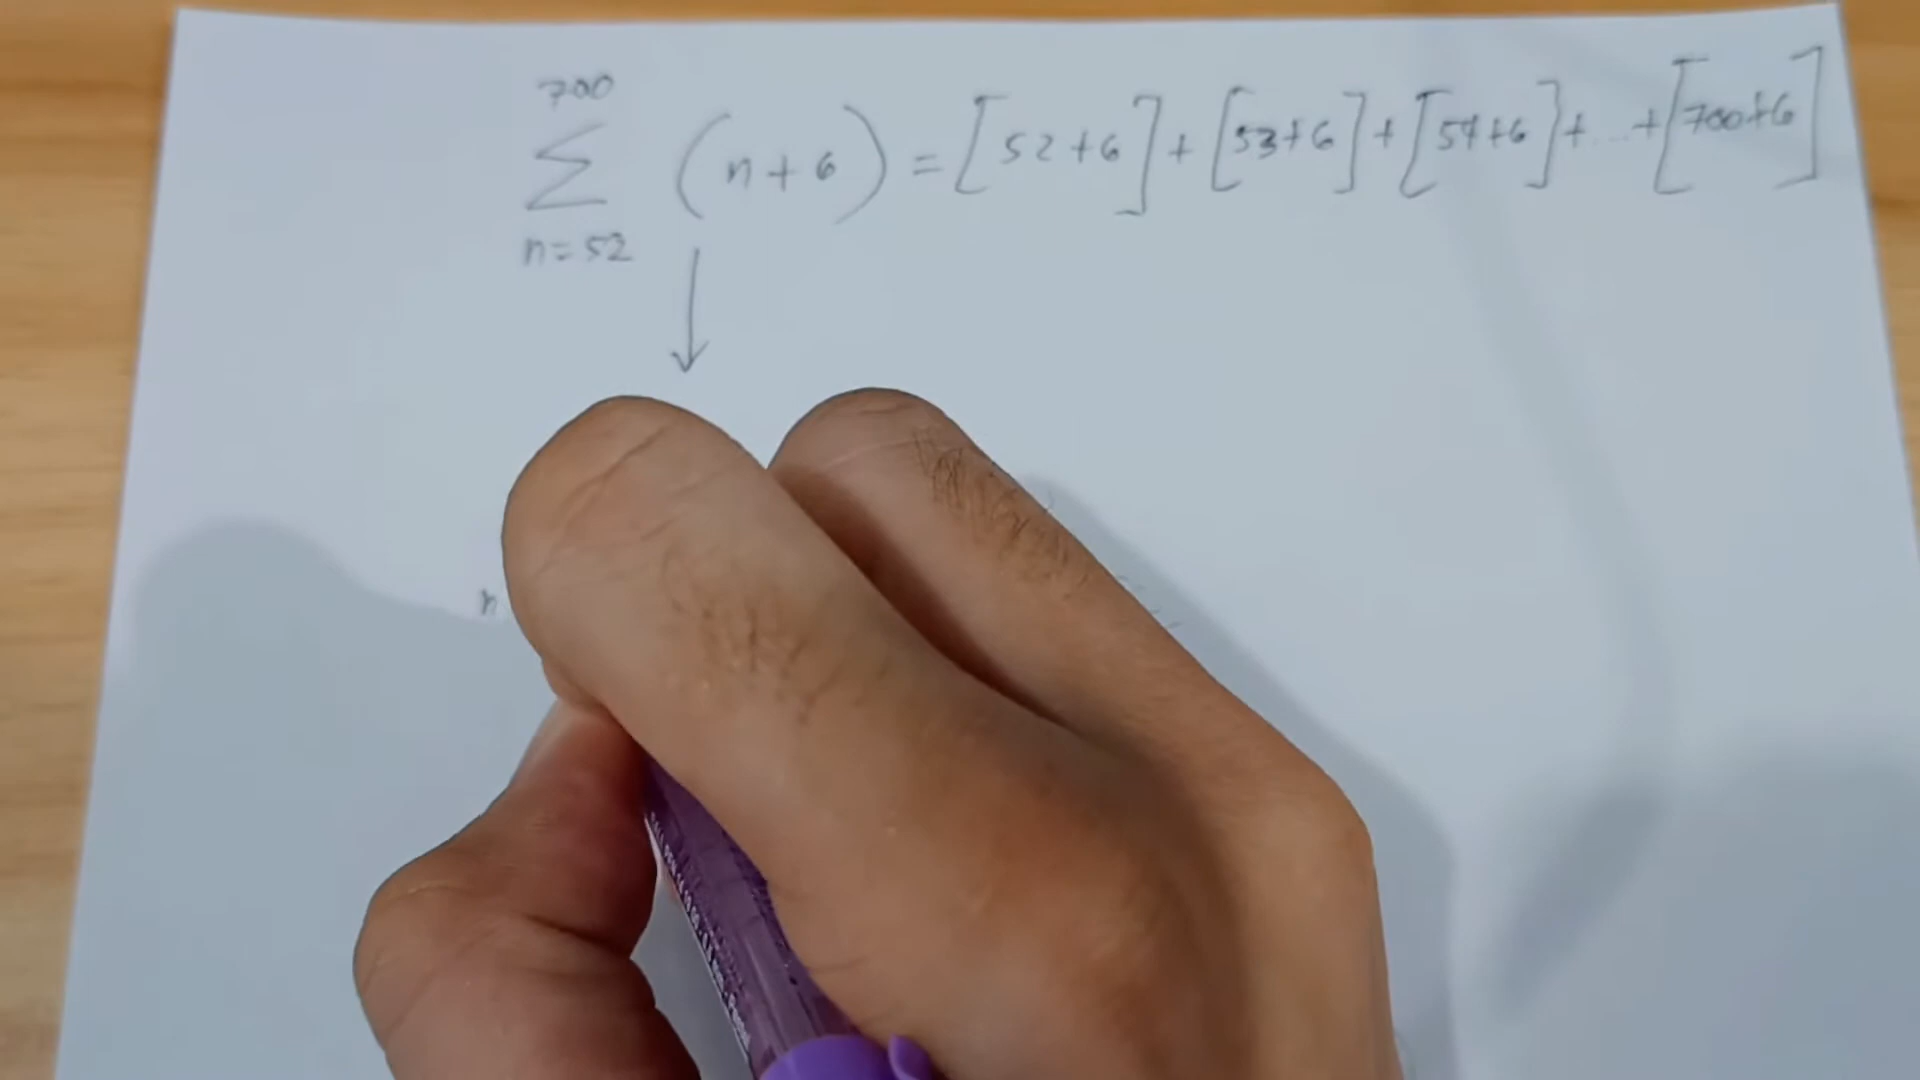 700
∑ (n+6) = [52+6] + [53+6] + [54+6] + ... + [700+6]
n=52
n